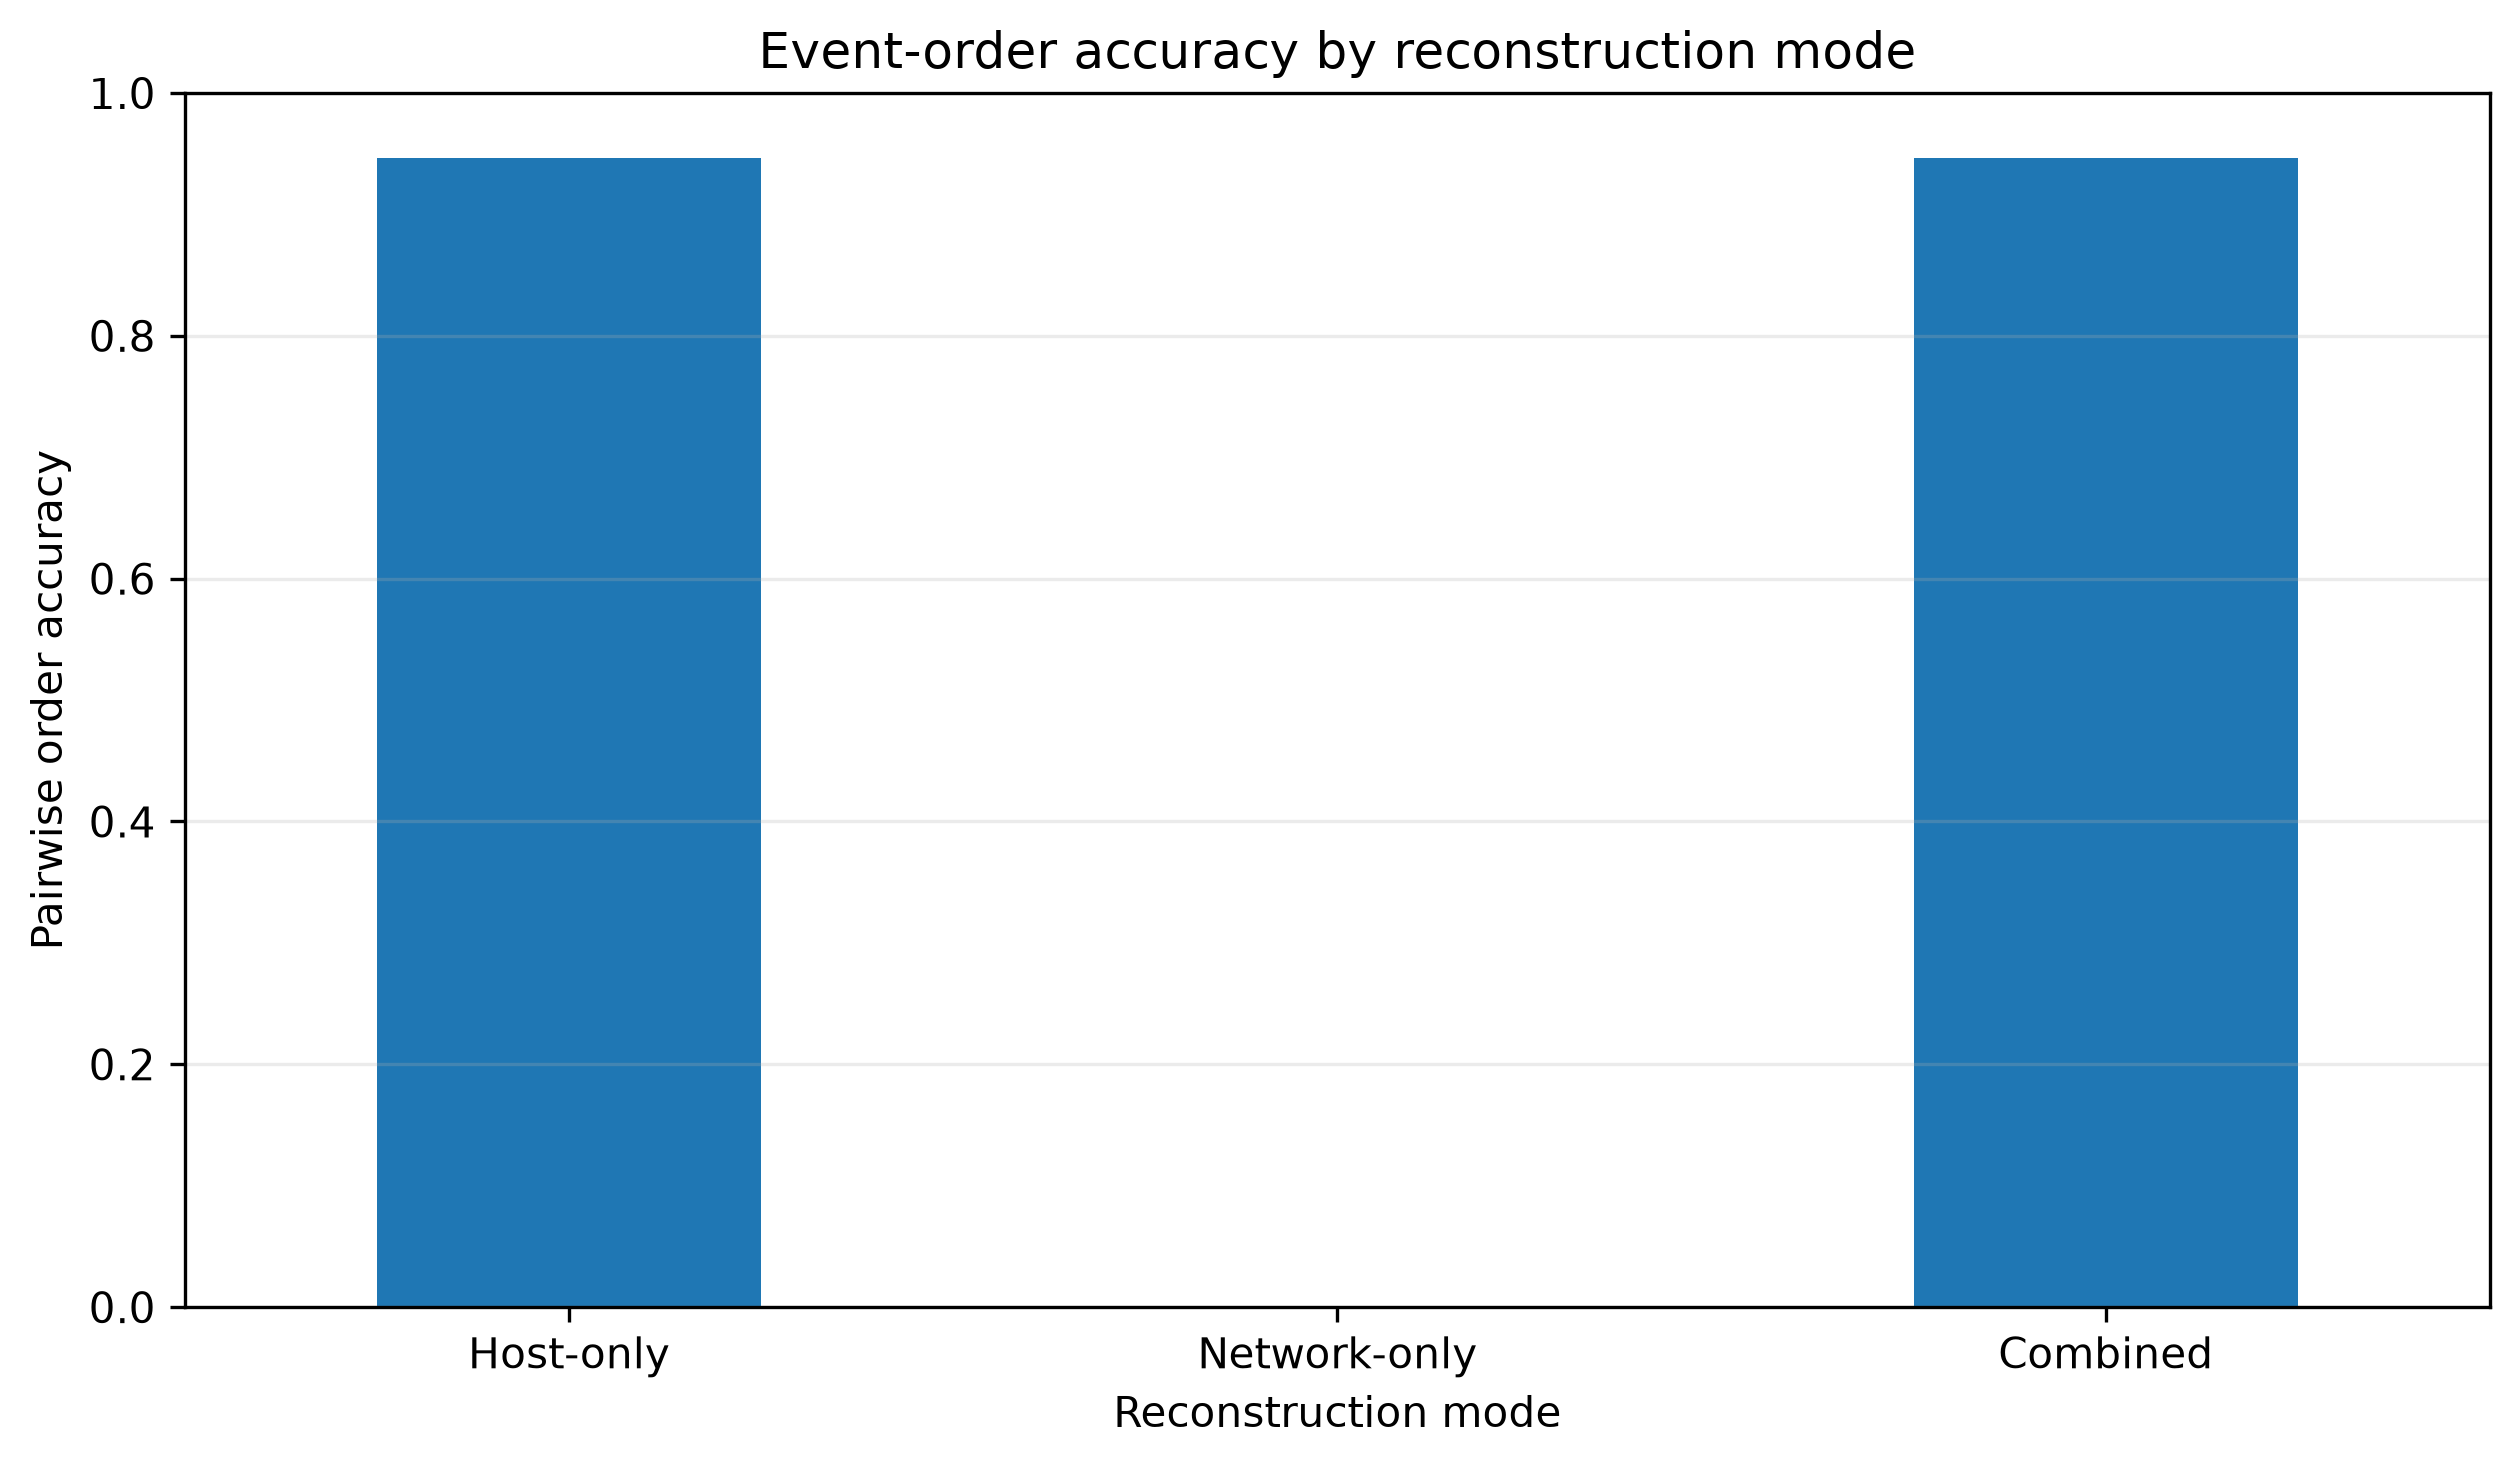 Event-order accuracy by reconstruction mode
Pairwise order accuracy
1.0
0.8
0.6
0.4
0.2
0.0
Host-only
Network-only
Combined
Reconstruction mode